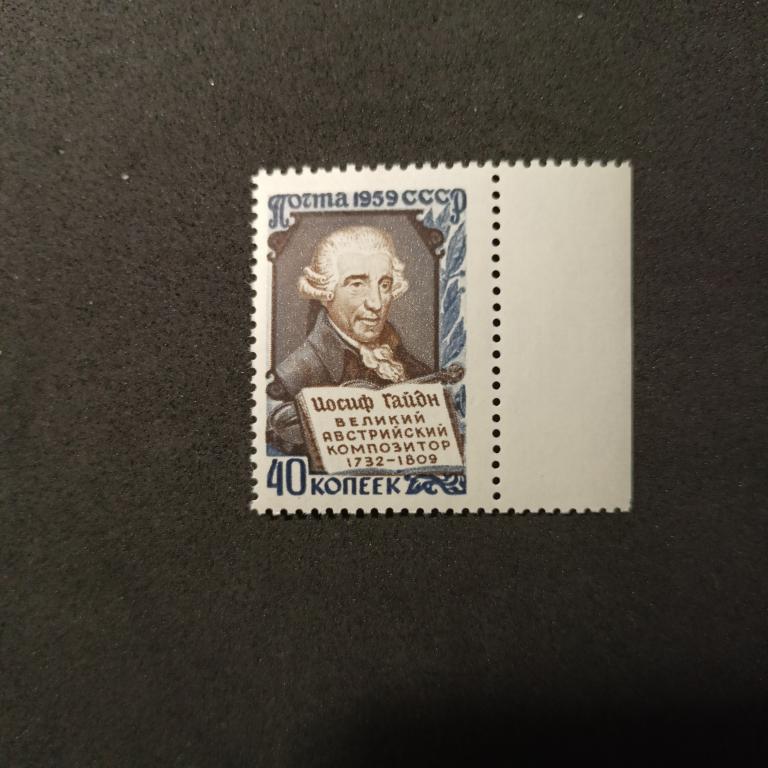 Почта 1959 СССР
Иосиф Гайдн
ВЕЛИКИЙ
АВСТРИЙСКИЙ
КОМПОЗИТОР
1732-1809
40 КОПЕЕК